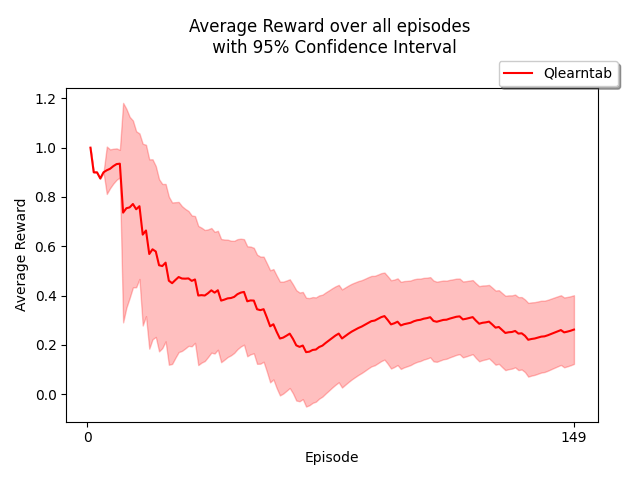 Average Reward over all episodes
with 95% Confidence Interval
Qlearntab
1.2
1.0
0.8
0.6
0.4
0.2
0.0
Average Reward
0
149
Episode